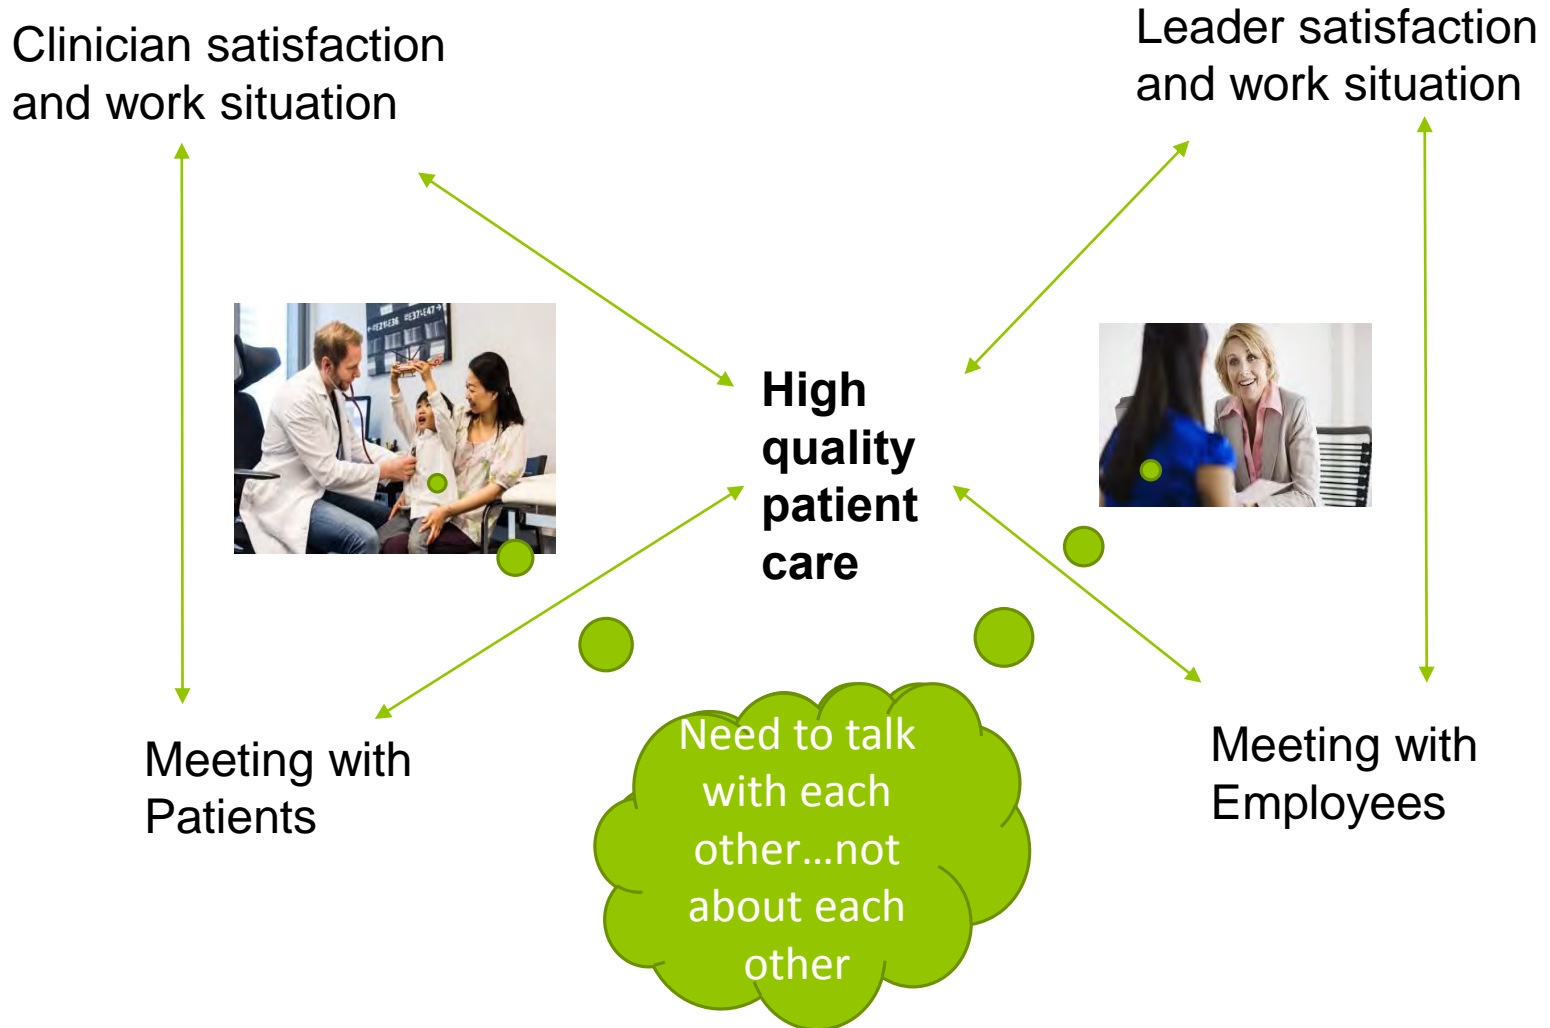 Clinician satisfaction
and work situation
Leader satisfaction
and work situation
High
quality
patient
care
Meeting with
Patients
Need to talk
with each
other...not
about each
other
Meeting with
Employees